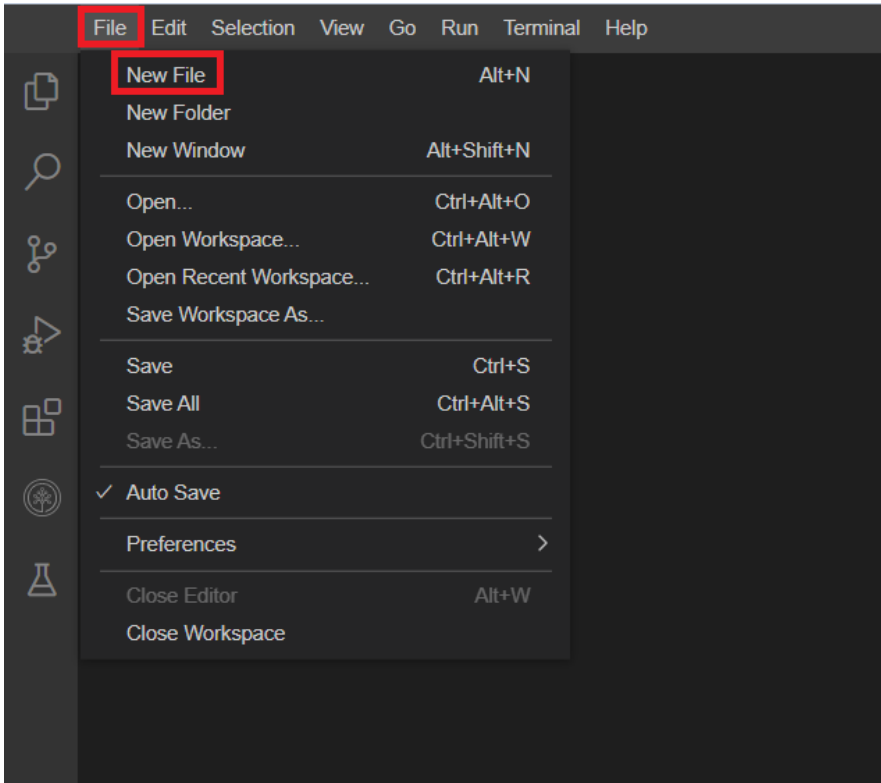 File Edit Selection View Go Run Terminal Help
New File Alt+N
New Folder
New Window Alt+Shift+N
Open... Ctrl+Alt+O
Open Workspace... Ctrl+Alt+W
Open Recent Workspace... Ctrl+Alt+R
Save Workspace As...
Save Ctrl+S
Save All Ctrl+Alt+S
Save As... Ctrl+Shift+S
Auto Save
Preferences
Close Editor Alt+W
Close Workspace